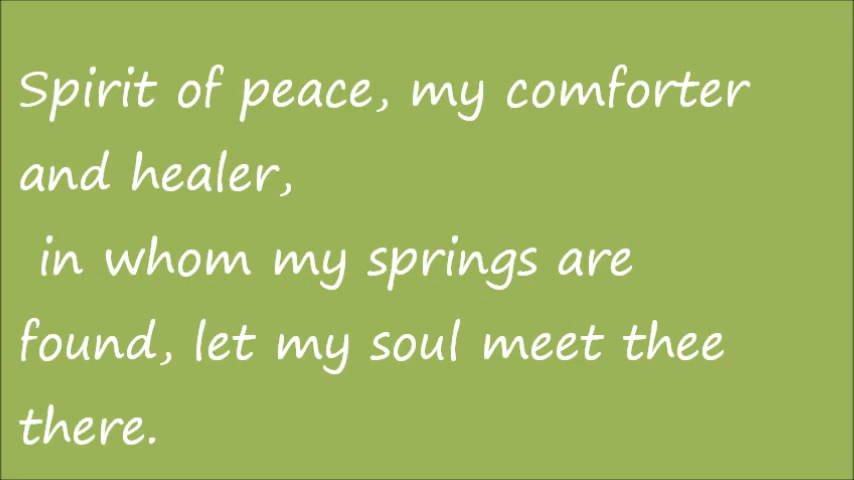 Spirit of peace, my comforter
and healer,
in whom my springs are
found, let my soul meet thee
there.